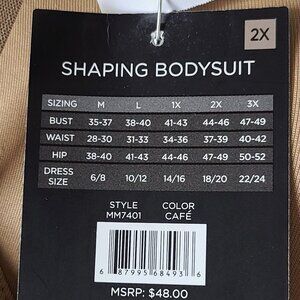 2X
SHAPING BODYSUIT
SIZING M L 1X 2X 3X
BUST 35-37 38-40 41-43 44-46 47-49
WAIST 28-30 31-33 34-36 37-39 40-42
HIP 38-40 41-43 44-46 47-49 50-52
DRESS SIZE 6/8 10/12 14/16 18/20 22/24
STYLE COLOR
MM7401 CAFÉ
6 87995 68493 6
MSRP: $48.00